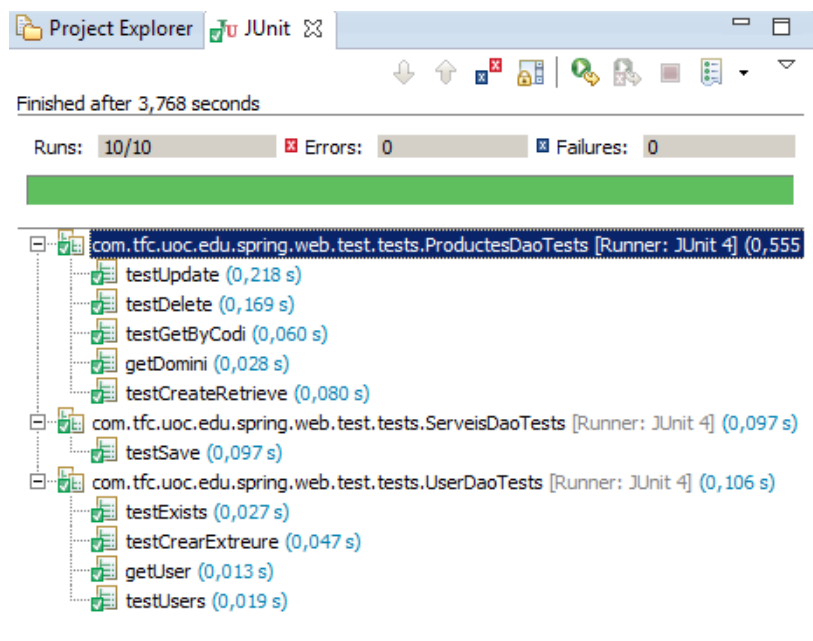 Project Explorer JUnit
Finished after 3,768 seconds
Runs: 10/10 Errors: 0 Failures: 0
com.tfc.uoc.edu.spring.web.test.tests.ProductesDaoTests [Runner: JUnit 4] (0,555
testUpdate (0,218 s)
testDelete (0,169 s)
testGetByCodi (0,060 s)
getDomini (0,028 s)
testCreateRetrieve (0,080 s)
com.tfc.uoc.edu.spring.web.test.tests.ServeisDaoTests [Runner: JUnit 4] (0,097 s)
testSave (0,097 s)
com.tfc.uoc.edu.spring.web.test.tests.UserDaoTests [Runner: JUnit 4] (0,106 s)
testExists (0,027 s)
testCrearExtreure (0,047 s)
getUser (0,013 s)
testUsers (0,019 s)